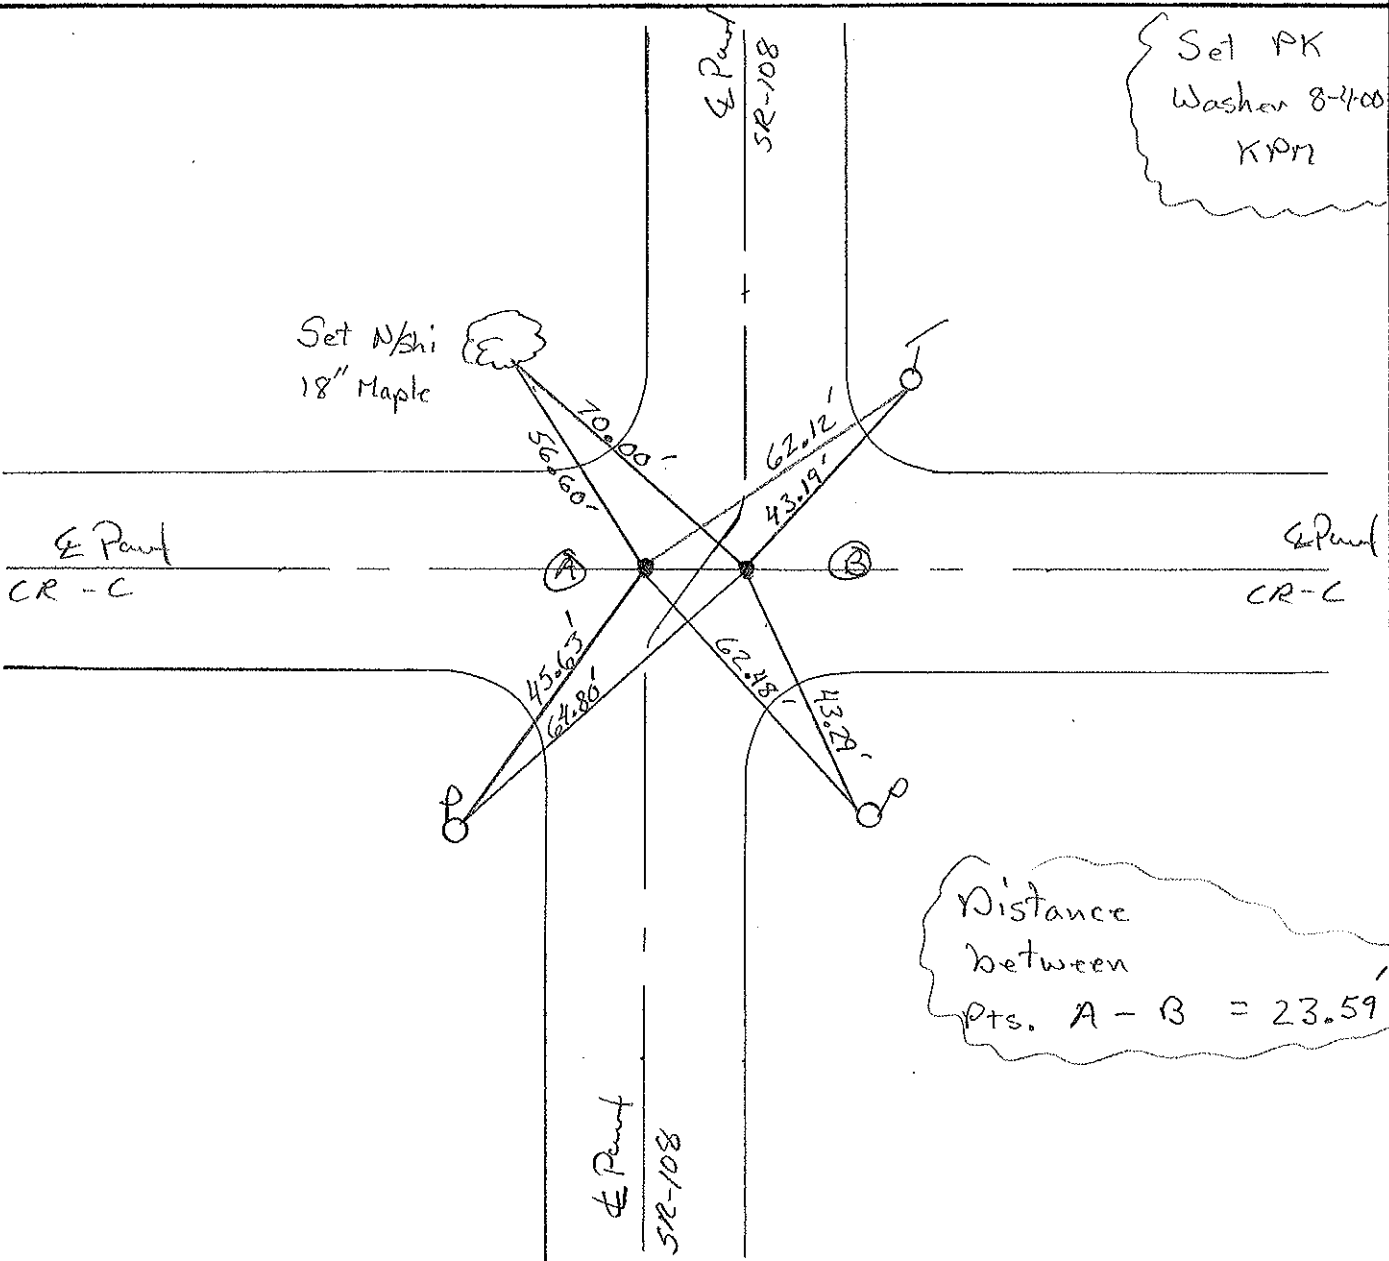 ℄ Pavmt
SR-108
Set PK
Washer 8-4-00
KPM
Set N/Shi
18" Maple
70.00'
56.60'
62.12'
43.19'
℄ Pavmt
CR-C
A
B
℄ Pavmt
CR-C
45.63'
64.80'
62.48'
43.29'
Distance
between
Pts. A - B = 23.59'
℄ Pavmt
SR-108